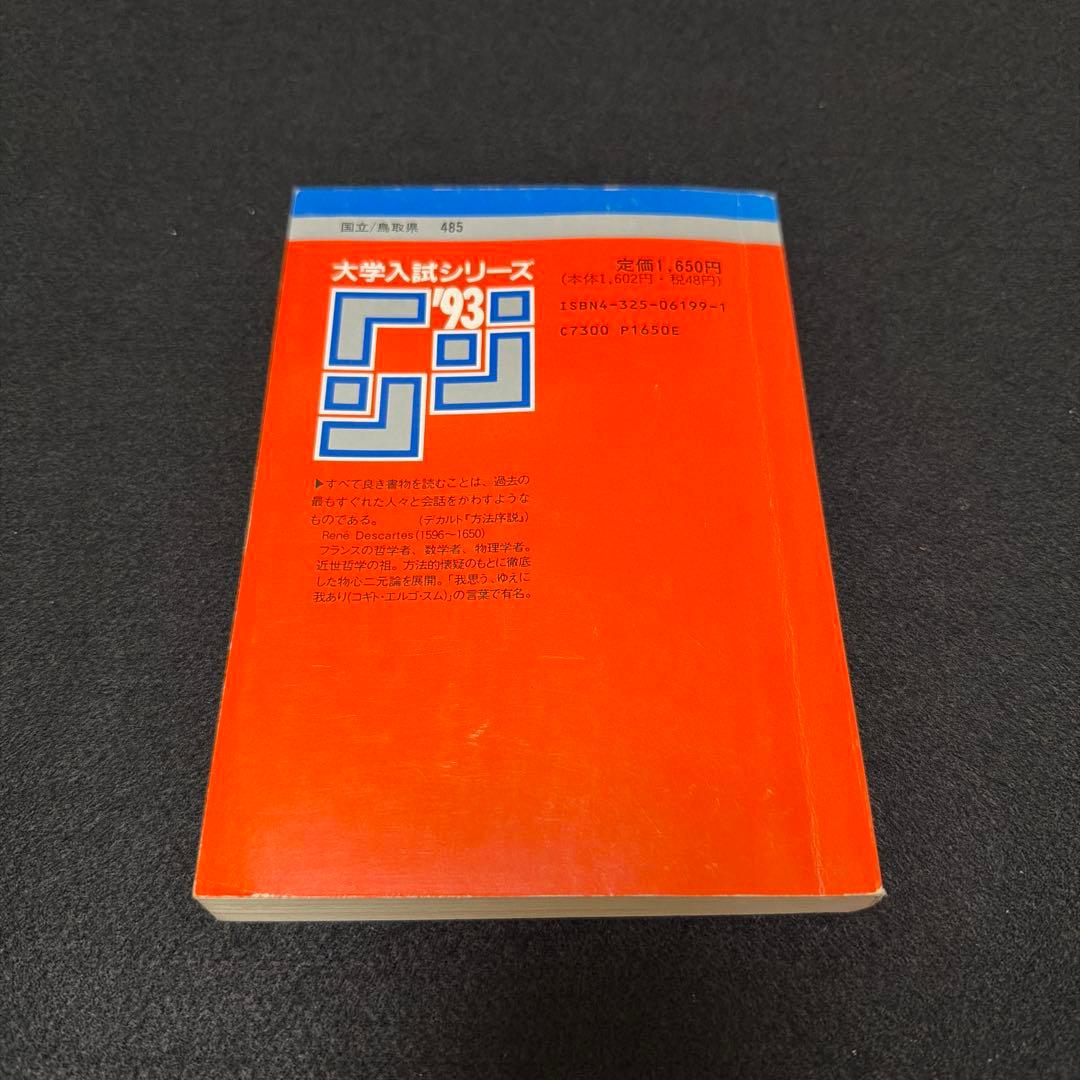 国立/鳥取県 485
大学入試シリーズ
'93
定価1,650円
(本体1,602円・税48円)
ISBN4-325-06199-1
C7300 P1650E
▶すべて良き書物を読むことは、過去の
最もすぐれた人々と会話をかわすような
ものである。 (デカルト『方法序説』)
René Descartes(1596〜1650)
フランスの哲学者、数学者、物理学者。
近世哲学の祖。方法的懐疑のもとに徹底
した物心二元論を展開。「我思う、ゆえに
我あり(コギト・エルゴ・スム)」の言葉で有名。